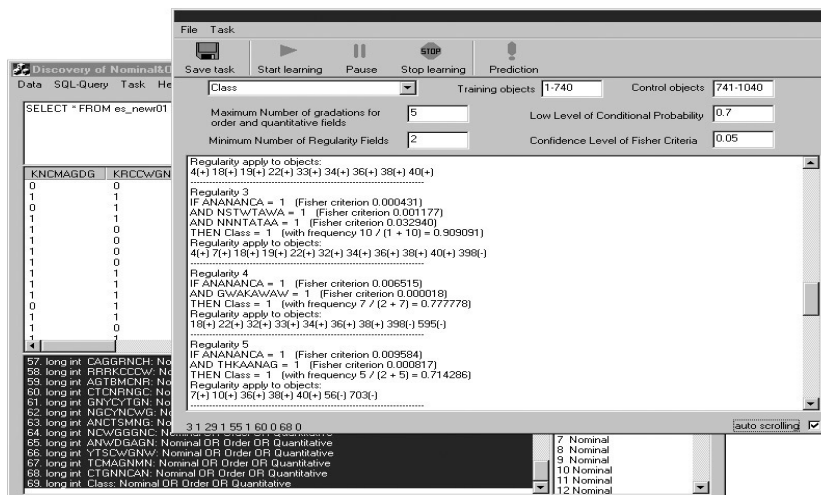 File Task
STOP
Save task Start learning Pause Stop learning Prediction
Class Training objects 1-740 Control objects 741-1040
Maximum Number of gradations for order and quantitative fields 5 Low Level of Conditional Probability 0.7
Minimum Number of Regularity Fields 2 Confidence Level of Fisher Criteria 0.05
Regularity apply to objects:
4(+) 18(+) 19(+) 22(+) 33(+) 34(+) 36(+) 38(+) 40(+)
Regularity 3
IF ANANANCA = 1 (Fisher criterion 0.000431)
AND NSTWTAWA = 1 (Fisher criterion 0.001177)
AND NNNTATAA = 1 (Fisher criterion 0.032940)
THEN Class = 1 (with frequency 10 / (1 + 10) = 0.909091)
Regularity apply to objects:
4(+) 7(+) 18(+) 19(+) 22(+) 32(+) 34(+) 36(+) 38(+) 40(+) 398(-)
Regularity 4
IF ANANANCA = 1 (Fisher criterion 0.006515)
AND GWAKAWAW = 1 (Fisher criterion 0.000018)
THEN Class = 1 (with frequency 7 / (2 + 7) = 0.777778)
Regularity apply to objects:
18(+) 22(+) 32(+) 33(+) 34(+) 36(+) 38(+) 398(-) 595(-)
Regularity 5
IF ANANANCA = 1 (Fisher criterion 0.009584)
AND THKAANAG = 1 (Fisher criterion 0.000817)
THEN Class = 1 (with frequency 5 / (2 + 5) = 0.714286)
Regularity apply to objects:
7(+) 10(+) 36(+) 38(+) 40(+) 56(-) 703(-)
3 1 29 1 55 1 60 0 68 0 auto scrolling
Discovery of Nominal&O
Data SQL-Query Task He
SELECT * FROM es_newr01
KNCMAGDG KRCCWGN
0 0
1 1
0 1
1 1
1 0
1 0
1 0
1 0
1 1
1 1
0 1
1 1
1 0
57. long int CAGGRNCH: No
58. long int RRRKCCCW: No
59. long int AGTBMCNR: No
60. long int CTCNRNGC: No
61. long int GNYCYTGN: No
62. long int NGCYNCWG: No
63. long int ANCTSMNG: No
64. long int NCWGGGNC: Nominal OR Order OR Quantitative
65. long int ANWDGAGN: Nominal OR Order OR Quantitative
66. long int YTSCWGNW: Nominal OR Order OR Quantitative
67. long int TCMAGNMN: Nominal OR Order OR Quantitative
68. long int CTGNNCAN: Nominal OR Order OR Quantitative
69. long int Class: Nominal OR Order OR Quantitative
7 Nominal
8 Nominal
9 Nominal
10 Nominal
11 Nominal
12 Nominal